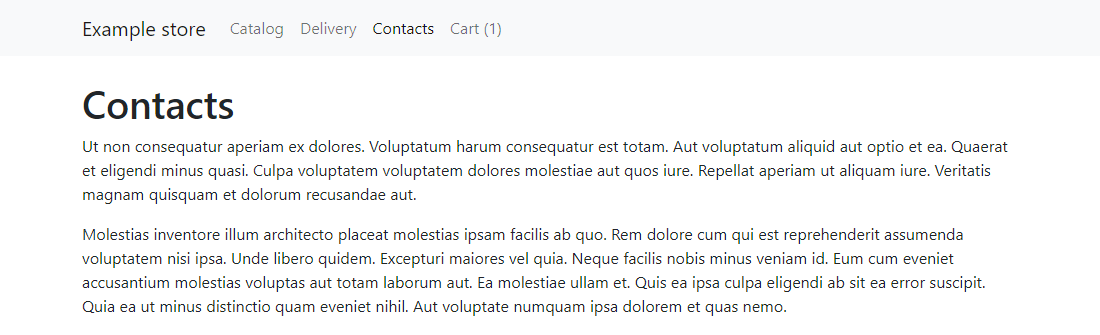 Example store Catalog Delivery Contacts Cart (1)
Contacts
Ut non consequatur aperiam ex dolores. Voluptatum harum consequatur est totam. Aut voluptatum aliquid aut optio et ea. Quaerat
et eligendi minus quasi. Culpa voluptatem voluptatem dolores molestiae aut quos iure. Repellat aperiam ut aliquam iure. Veritatis
magnam quisquam et dolorum recusandae aut.
Molestias inventore illum architecto placeat molestias ipsam facilis ab quo. Rem dolore cum qui est reprehenderit assumenda
voluptatem nisi ipsa. Unde libero quidem. Excepturi maiores vel quia. Neque facilis nobis minus veniam id. Eum cum eveniet
accusantium molestias voluptas aut totam laborum aut. Ea molestiae ullam et. Quis ea ipsa culpa eligendi ab sit ea error suscipit.
Quia ea ut minus distinctio quam eveniet nihil. Aut voluptate numquam ipsa dolorem et quas nemo.